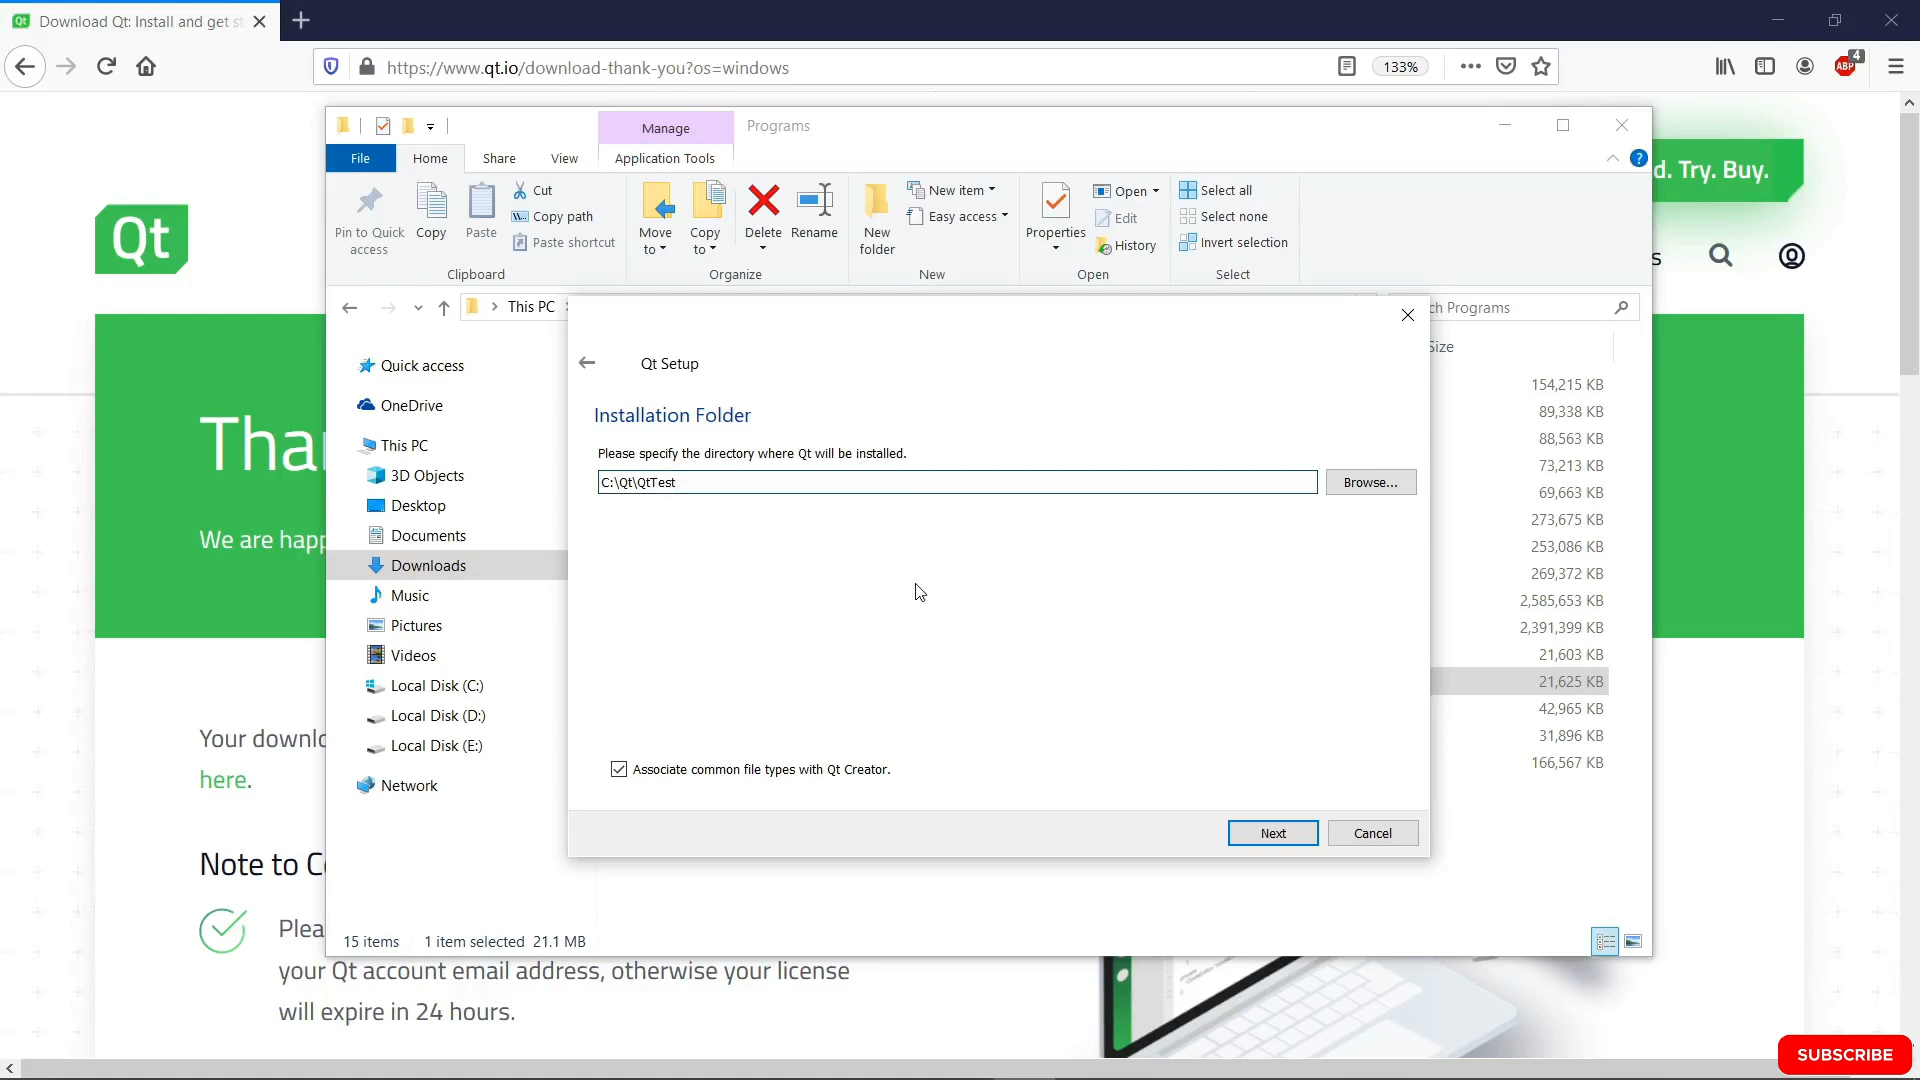 Download Qt: Install and get st
https://www.qt.io/download-thank-you?os=windows
133%
ABP
4
Manage
Programs
File
Home
Share
View
Application Tools
Pin to Quick access
Copy
Paste
Cut
Copy path
Paste shortcut
Clipboard
Move to
Copy to
Delete
Rename
Organize
New folder
New item
Easy access
New
Properties
Open
Edit
History
Open
Select all
Select none
Invert selection
Select
d. Try. Buy.
Qt
s
This PC
ch Programs
Size
Quick access
OneDrive
This PC
3D Objects
Desktop
Documents
Downloads
Music
Pictures
Videos
Local Disk (C:)
Local Disk (D:)
Local Disk (E:)
Network
Qt Setup
Installation Folder
Please specify the directory where Qt will be installed.
C:\Qt\QtTest
Browse...
Associate common file types with Qt Creator.
Next
Cancel
154,215 KB
89,338 KB
88,563 KB
73,213 KB
69,663 KB
273,675 KB
253,086 KB
269,372 KB
2,585,653 KB
2,391,399 KB
21,603 KB
21,625 KB
42,965 KB
31,896 KB
166,567 KB
15 items
1 item selected 21.1 MB
Than
We are happ
Your downlo
here.
Note to C
Plea
your Qt account email address, otherwise your license
will expire in 24 hours.
SUBSCRIBE